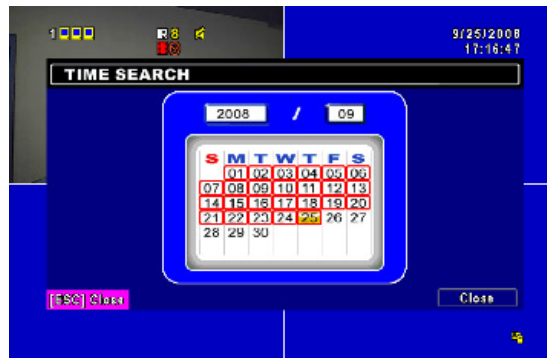 1 R 8 9/25/2008
17:16:47
TIME SEARCH
2008 / 09
S M T W T F S
01 02 03 04 05 06
07 08 09 10 11 12 13
14 15 16 17 18 19 20
21 22 23 24 25 26 27
28 29 30
[ESC] Close Close